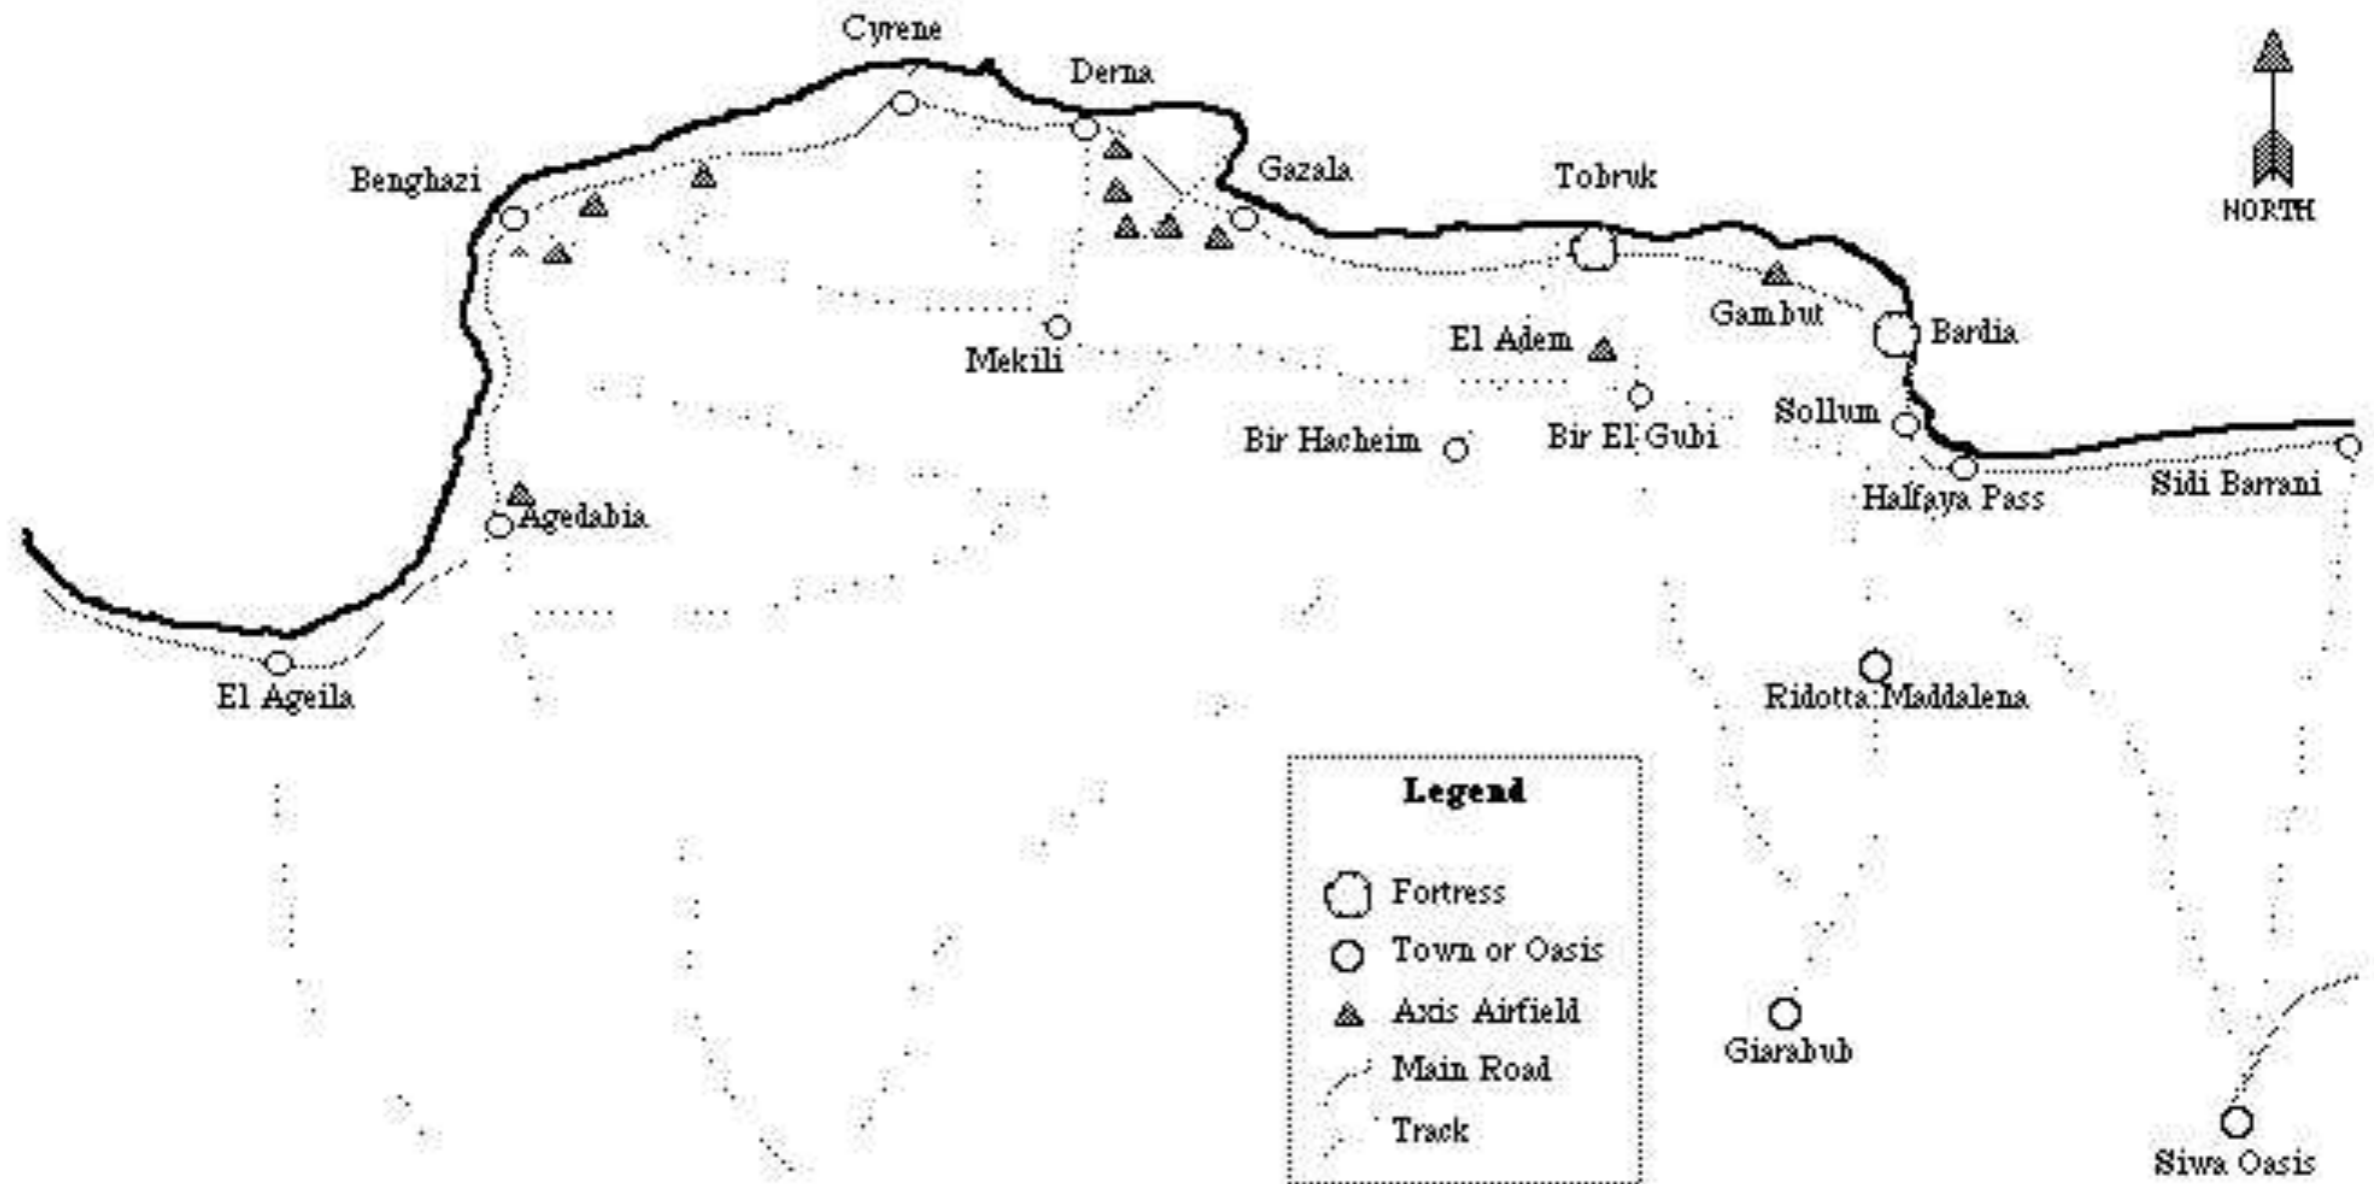 Cyrene
Derna
Benghazi
Gazala
Tobruk
NORTH
Gambut
Bardia
El Adem
Mekili
Sollum
Bir Hacheim
Bir El Gubi
Sidi Barrani
Halfaya Pass
Agedabia
El Ageila
Ridotta Maddalena
Legend
Fortress
Town or Oasis
Axis Airfield
Main Road
Track
Giarabub
Siwa Oasis